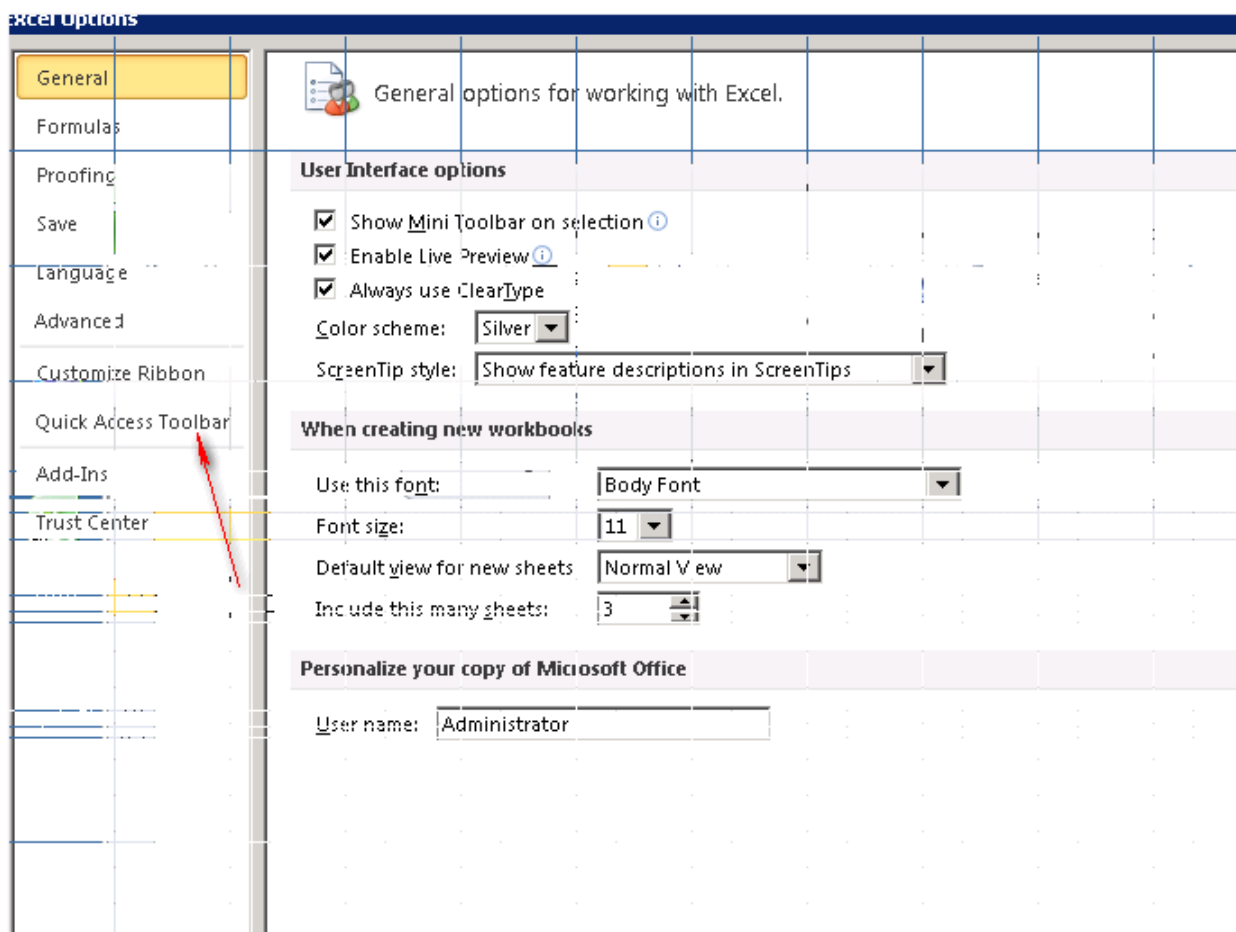 Excel Options
General
Formulas
Proofing
Save
Language
Advanced
Customize Ribbon
Quick Access Toolbar
Add-Ins
Trust Center
General options for working with Excel.
User Interface options
Show Mini Toolbar on selection
Enable Live Preview
Always use ClearType
Color scheme: Silver
ScreenTip style: Show feature descriptions in ScreenTips
When creating new workbooks
Use this font: Body Font
Font size: 11
Default view for new sheets Normal View
Include this many sheets: 3
Personalize your copy of Microsoft Office
User name: Administrator